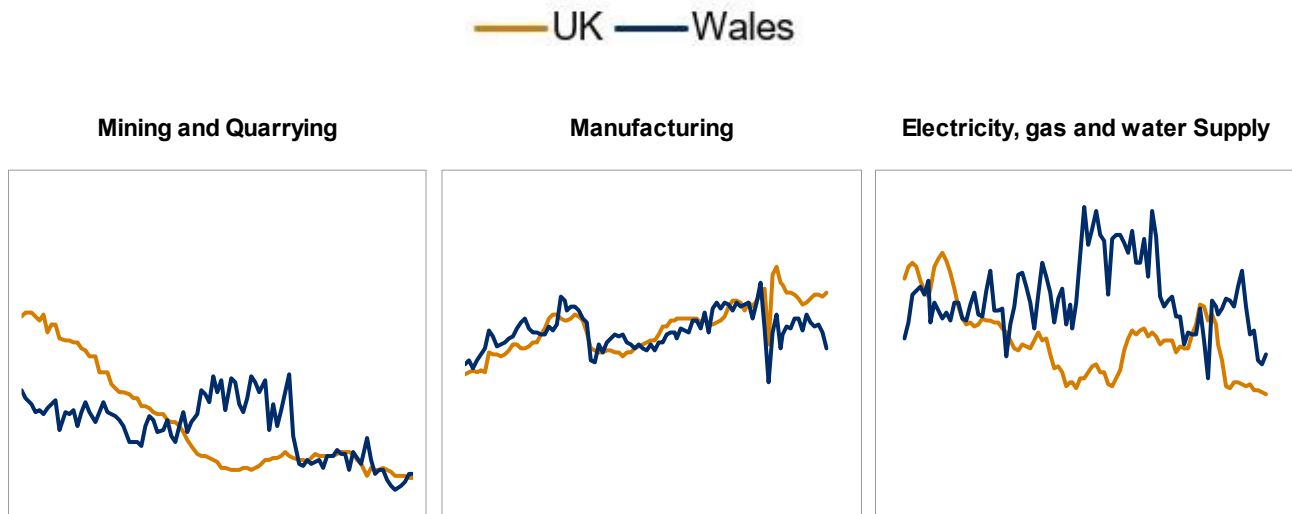 UK Wales
Mining and Quarrying
Manufacturing
Electricity, gas and water Supply